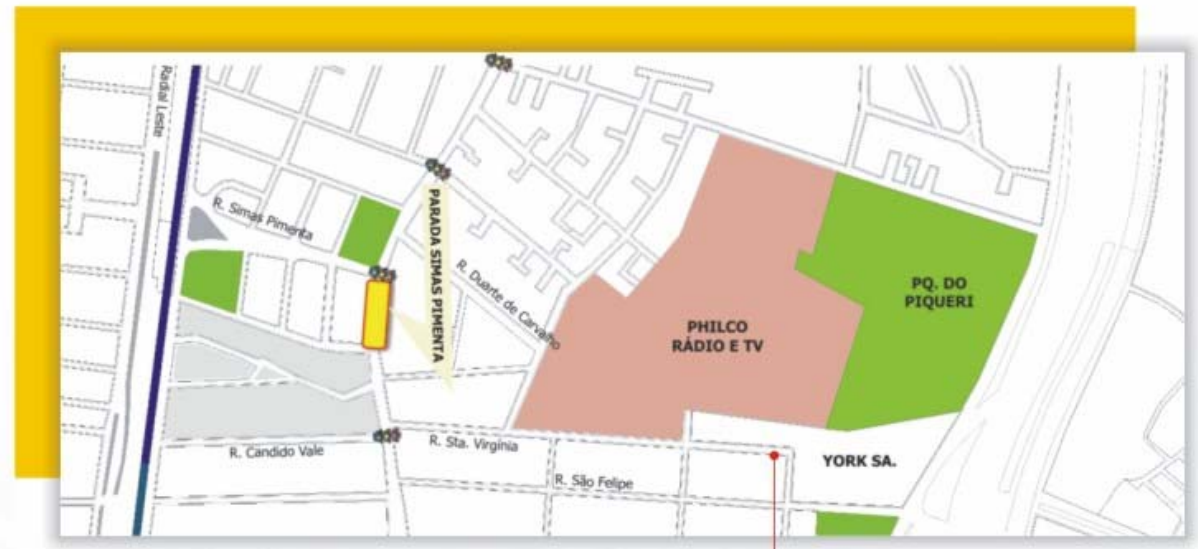 Radial Leste
R. Simas Pimenta
PARADA SIMAS PIMENTA
R. Duarte de Carvalho
PHILCO
RÁDIO E TV
PQ. DO
PIQUERI
R. Candido Vale
R. Sta. Virgínia
YORK SA.
R. São Felipe